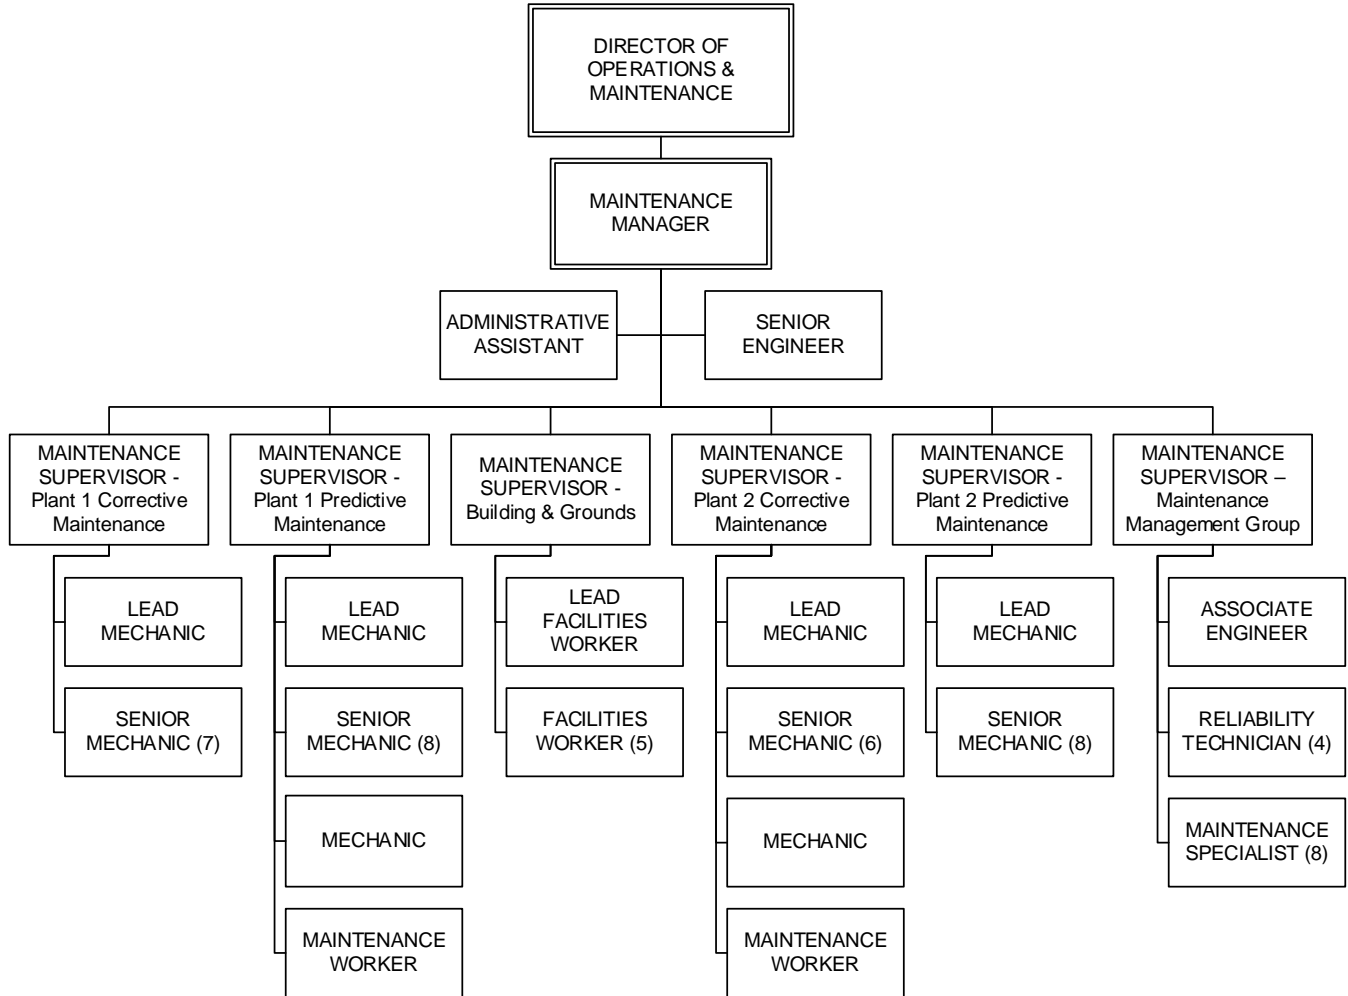 DIRECTOR OF
OPERATIONS &
MAINTENANCE
MAINTENANCE
MANAGER
ADMINISTRATIVE
ASSISTANT
SENIOR
ENGINEER
MAINTENANCE
SUPERVISOR -
Plant 1 Corrective
Maintenance
MAINTENANCE
SUPERVISOR -
Plant 1 Predictive
Maintenance
MAINTENANCE
SUPERVISOR -
Building & Grounds
MAINTENANCE
SUPERVISOR -
Plant 2 Corrective
Maintenance
MAINTENANCE
SUPERVISOR -
Plant 2 Predictive
Maintenance
MAINTENANCE
SUPERVISOR –
Maintenance
Management Group
LEAD
MECHANIC
LEAD
MECHANIC
LEAD
FACILITIES
WORKER
LEAD
MECHANIC
LEAD
MECHANIC
ASSOCIATE
ENGINEER
SENIOR
MECHANIC (7)
SENIOR
MECHANIC (8)
FACILITIES
WORKER (5)
SENIOR
MECHANIC (6)
SENIOR
MECHANIC (8)
RELIABILITY
TECHNICIAN (4)
MECHANIC
MECHANIC
MAINTENANCE
SPECIALIST (8)
MAINTENANCE
WORKER
MAINTENANCE
WORKER